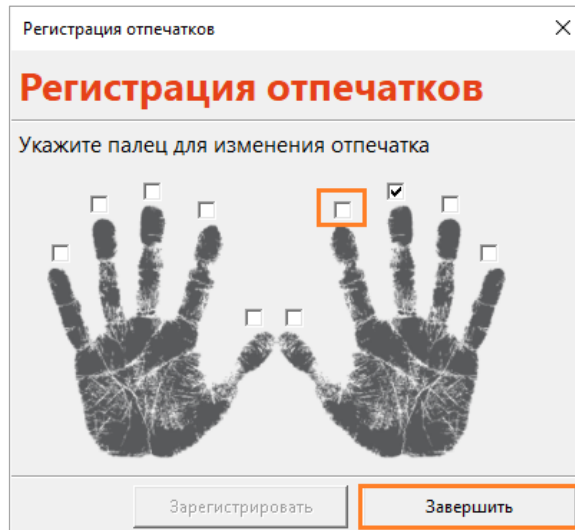 Регистрация отпечатков
Регистрация отпечатков
Укажите палец для изменения отпечатка
Зарегистрировать
Завершить